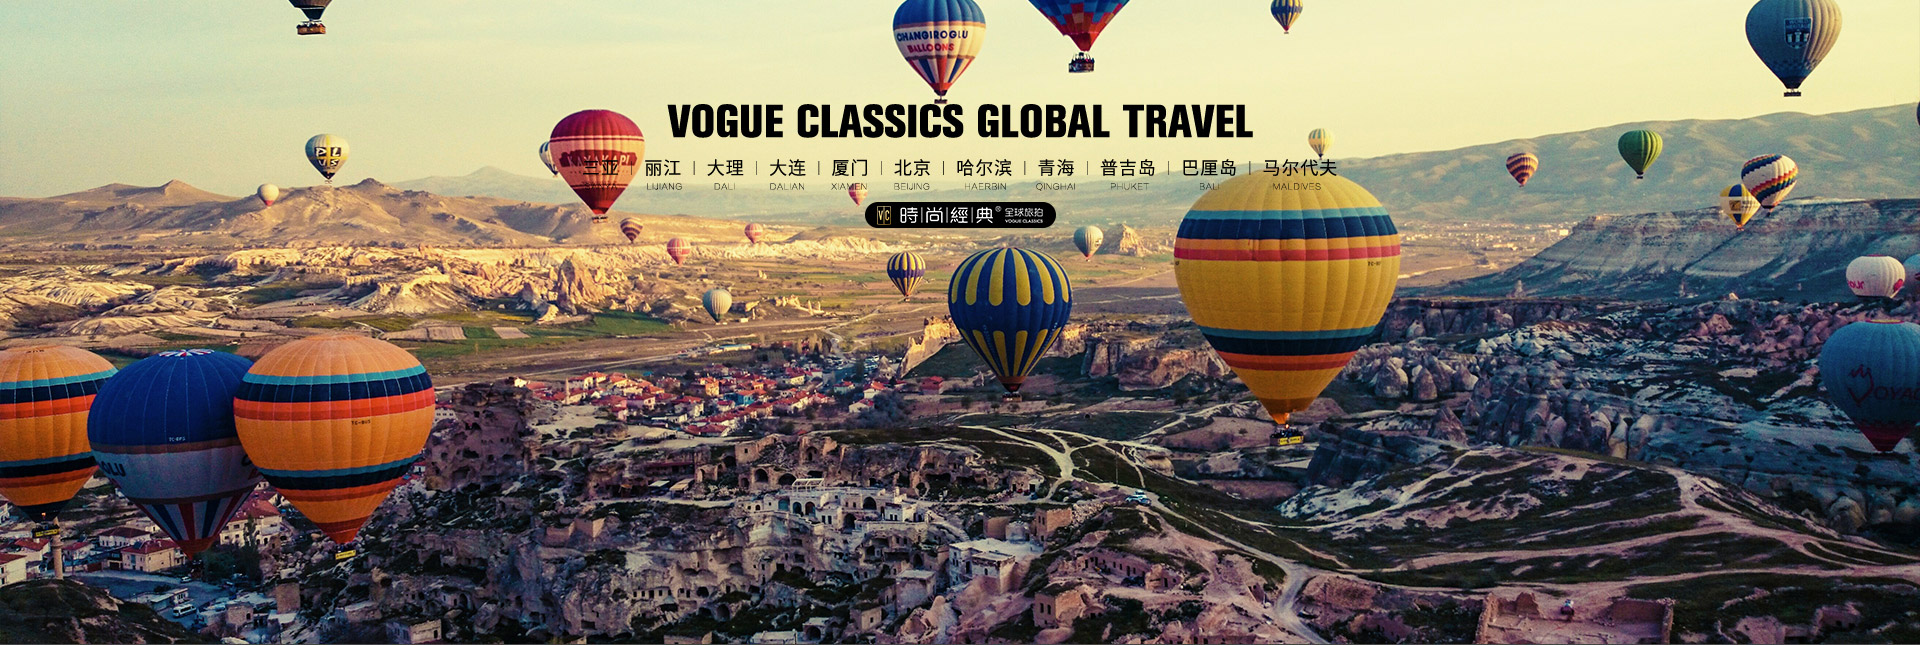 CHANGIROGLU
BALLOONS
VOGUE CLASSICS GLOBAL TRAVEL
三亚 | 丽江 | 大理 | 大连 | 厦门 | 北京 | 哈尔滨 | 青海 | 普吉岛 | 巴厘岛 | 马尔代夫
SANYA LIJIANG DALI DALIAN XIAMEN BEIJING HAERBIN QINGHAI PHUKET BALI MALDIVES
VC 時尚經典® 全球旅拍
VOGUE CLASSICS